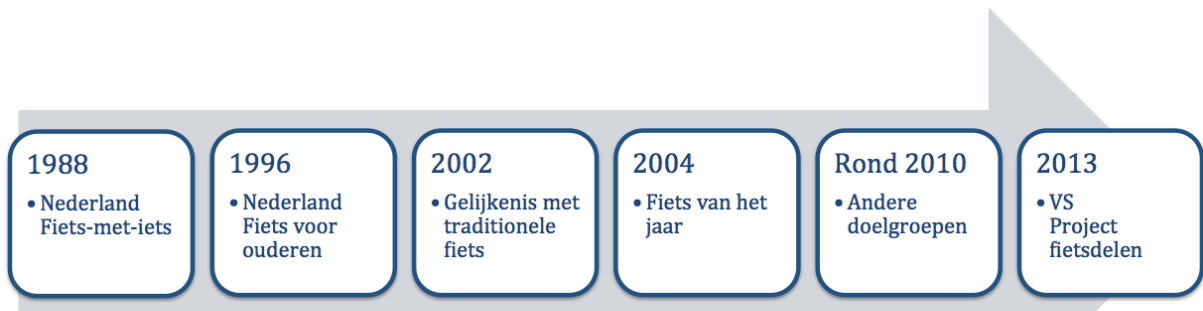 1988
• Nederland
Fiets-met-iets
1996
• Nederland
Fiets voor
ouderen
2002
• Gelijkenis met
traditionele
fiets
2004
• Fiets van het
jaar
Rond 2010
• Andere
doelgroepen
2013
• VS
Project
fietsdelen